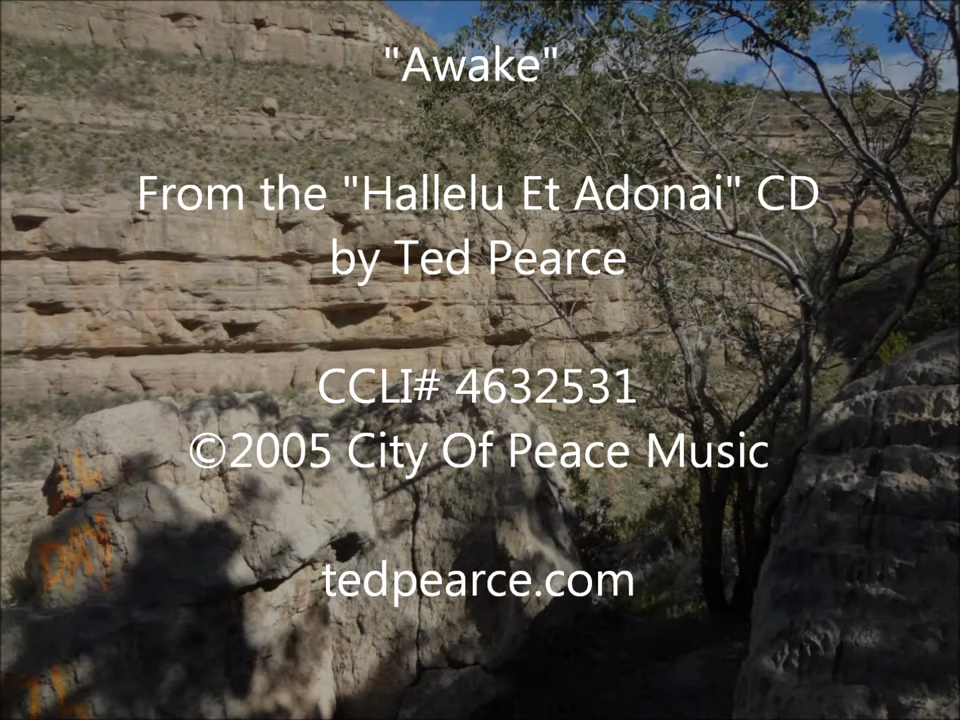 "Awake"
From the "Hallelu Et Adonai" CD
by Ted Pearce
CCLI# 4632531
©2005 City Of Peace Music
tedpearce.com